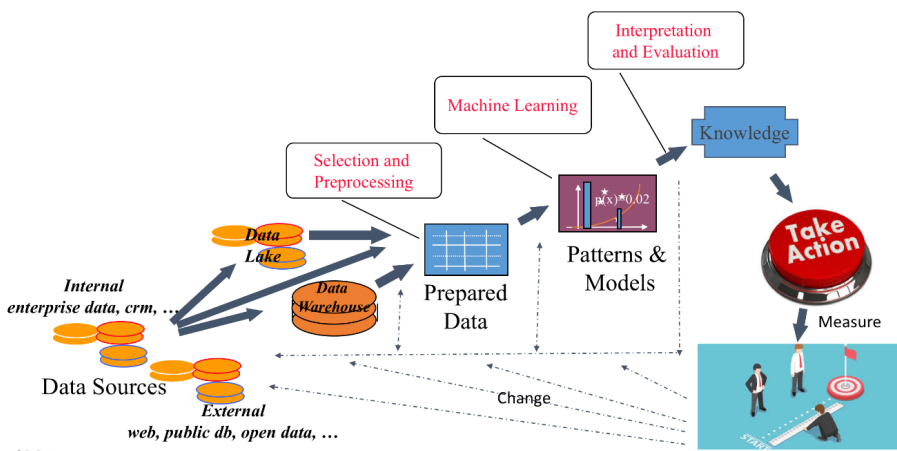 Interpretation
and Evaluation
Machine Learning
Knowledge
Selection and
Preprocessing
p(x) 0.02
Take
Action
Data
Lake
Patterns &
Models
Internal
enterprise data, crm, …
Data
Warehouse
Prepared
Data
Measure
Data Sources
Change
External
web, public db, open data, …
START